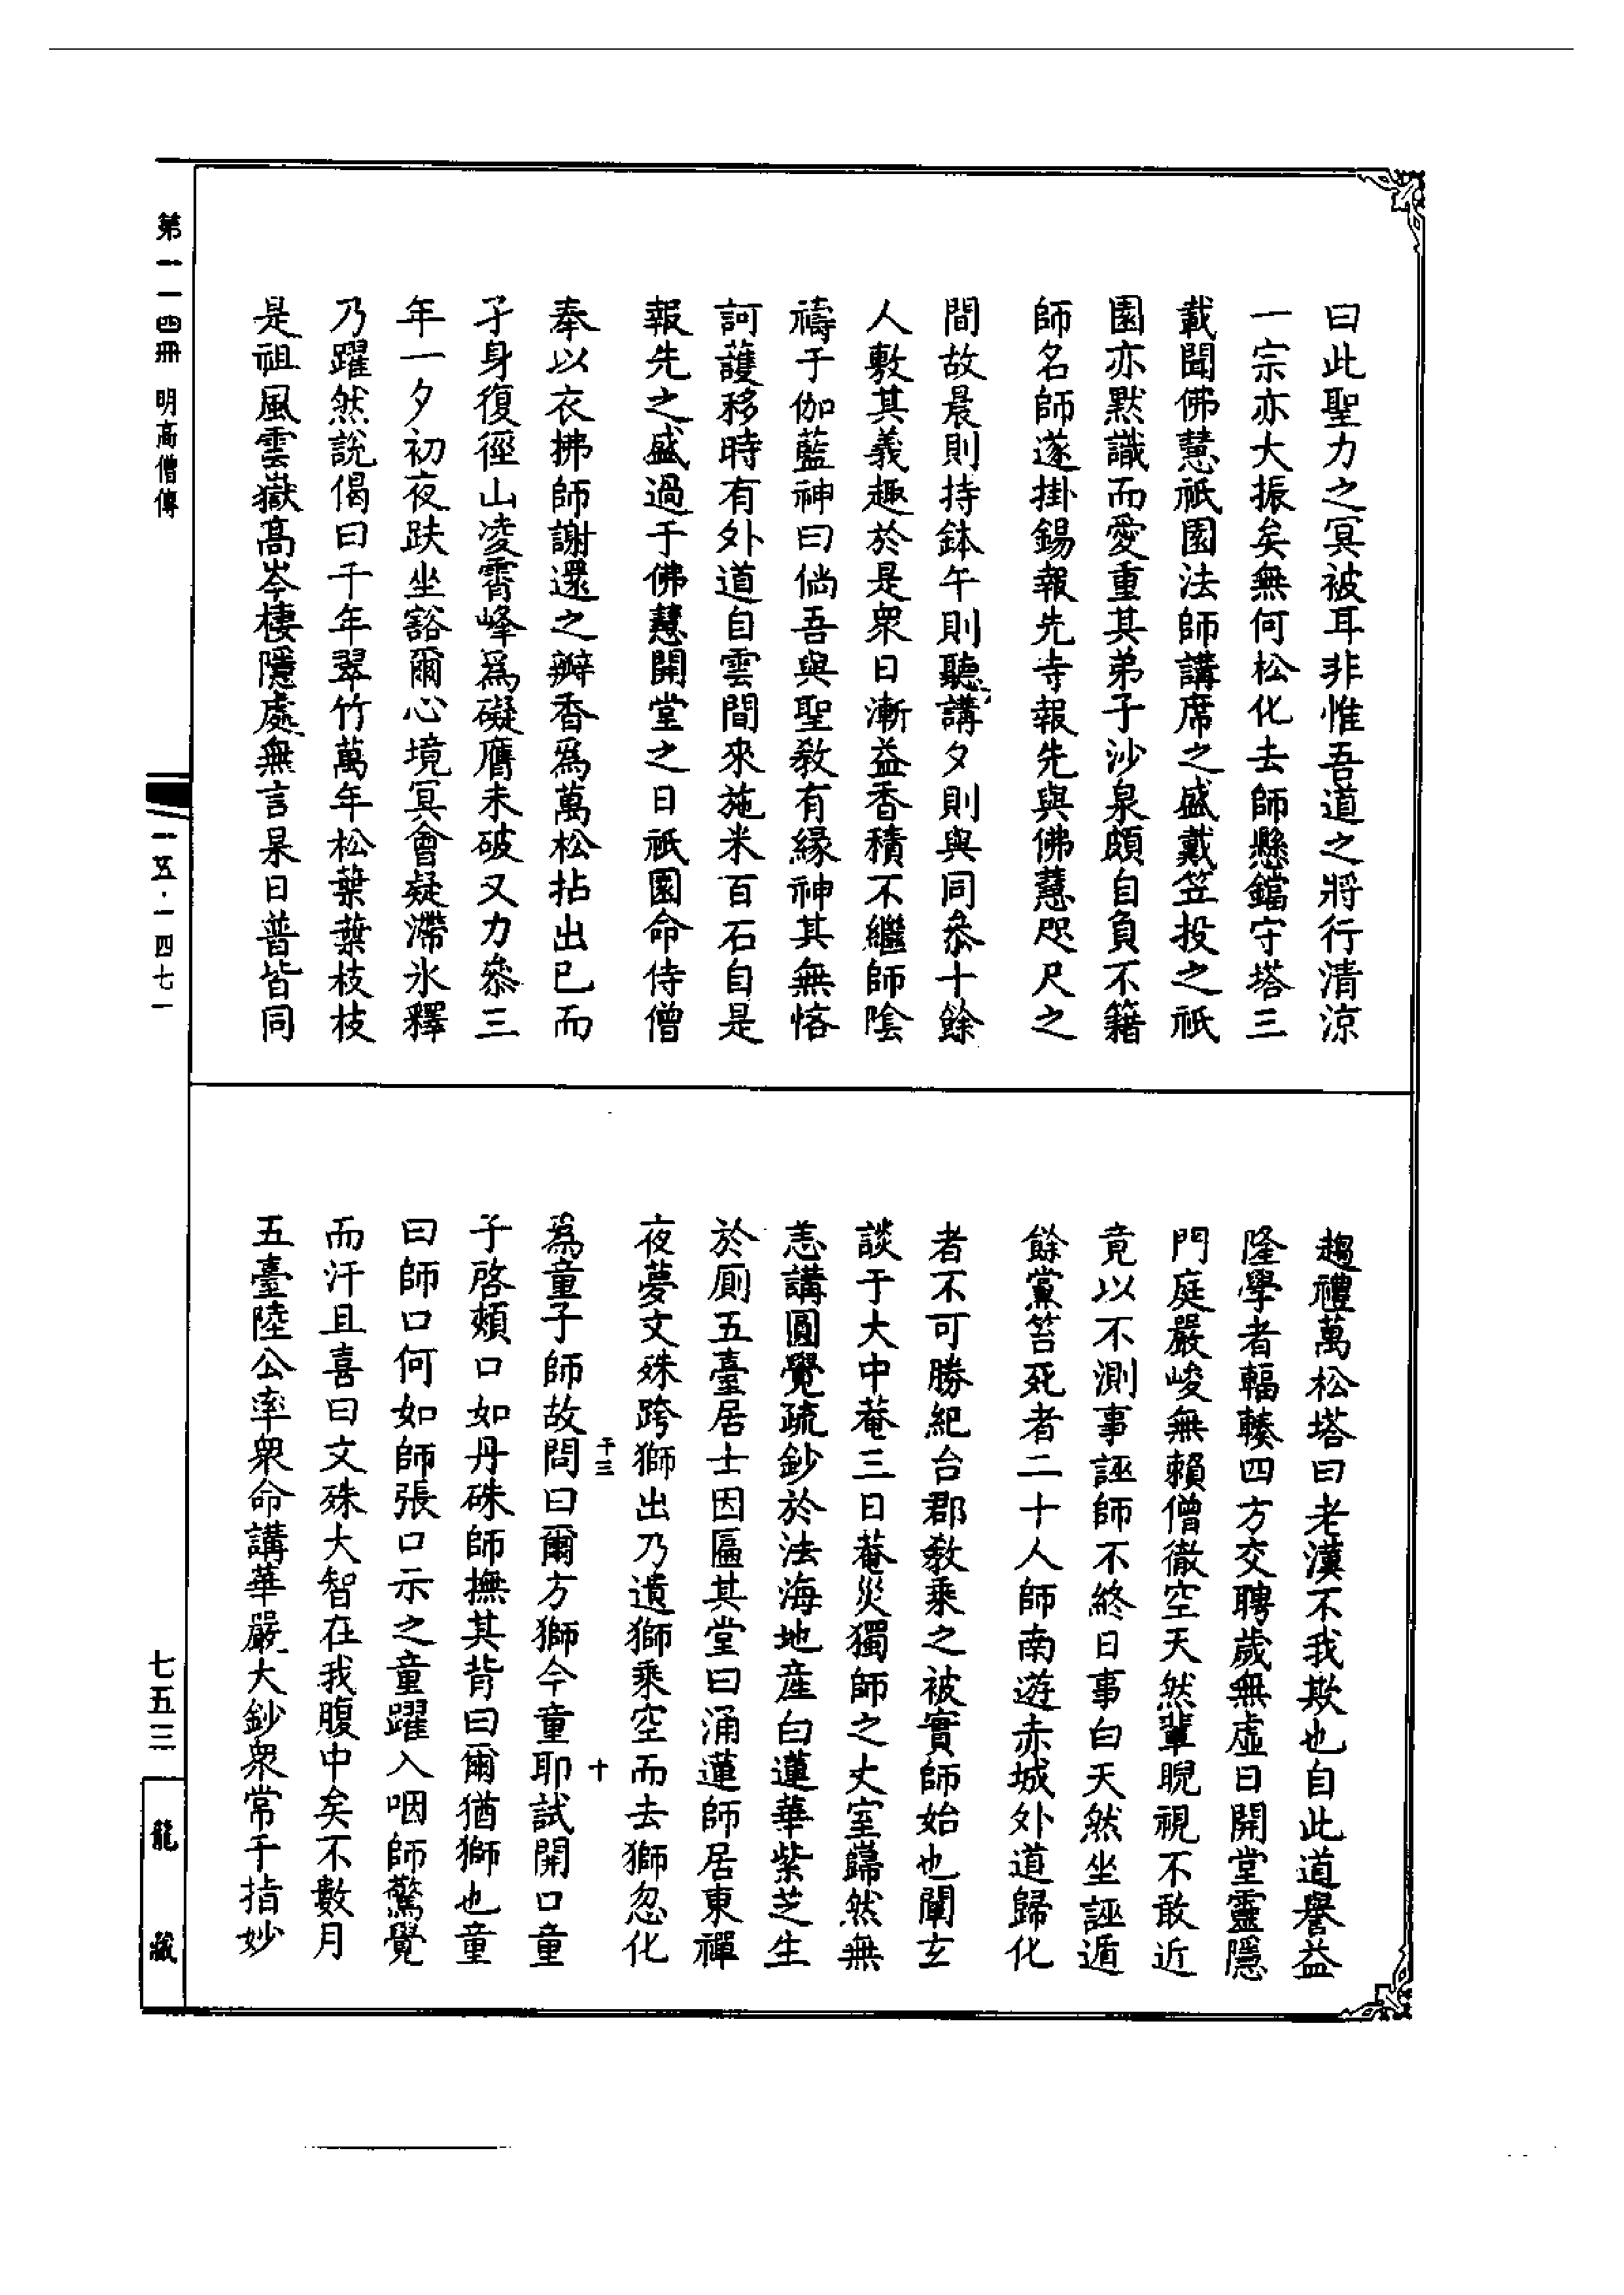 曰此聖力之冥被耳非惟吾道之將行清涼
一宗亦大振矣無何松化去師懸鐺守塔三
載聞佛慧祇園法師講席之盛戴笠投之祇
園亦默識而愛重其弟子沙泉頗自負不籍
師名師遂掛錫報先寺報先與佛慧咫尺之
間故晨則持鉢午則聽講夕則與同叅十餘
人敷其義趣於是衆日漸益香積不繼師陰
禱于伽藍神曰倘吾與聖敎有緣神其無悋
訶護移時有外道自雲間來施米百石自是
報先之盛過于佛慧開堂之日祇園命侍僧
奉以衣拂師謝還之瓣香爲萬松拈出已而
孑身復徑山凌霄峰爲礙膺未破又力叅三
年一夕初夜趺坐豁爾心境冥會疑滯氷釋
乃躍然說偈曰千年翠竹萬年松葉葉枝枝
是祖風雲嶽高岑棲隱處無言杲日普皆同
趨禮萬松塔曰老漢不我欺也自此道譽益
隆學者輻輳四方交聘歲無虛日開堂靈隱
門庭嚴峻無賴僧徹空天然輩睨視不敢近
竟以不測事誣師不終日事白天然坐誣遁
餘黨笞死者二十人師南遊赤城外道歸化
者不可勝紀台郡敎乘之被實師始也闡玄
談于大中菴三日菴災獨師之丈室巋然無
恙講圓覺疏鈔於法海地産白蓮華紫芝生
於厠五臺居士因匾其堂曰涌蓮師居東禪
夜夢文殊跨獅出乃遺獅乘空而去獅忽化
爲童子師故問曰爾方獅今童耶試開口童
子啓頰口如丹硃師撫其背曰爾猶獅也童
曰師口何如師張口示之童躍入咽師驚覺
而汗且喜曰文殊大智在我腹中矣不數月
五臺陸公率衆命講華嚴大鈔衆常千指妙
千三
十
第一一四冊 明高僧傳
一五·一四七一
七五三
龍藏